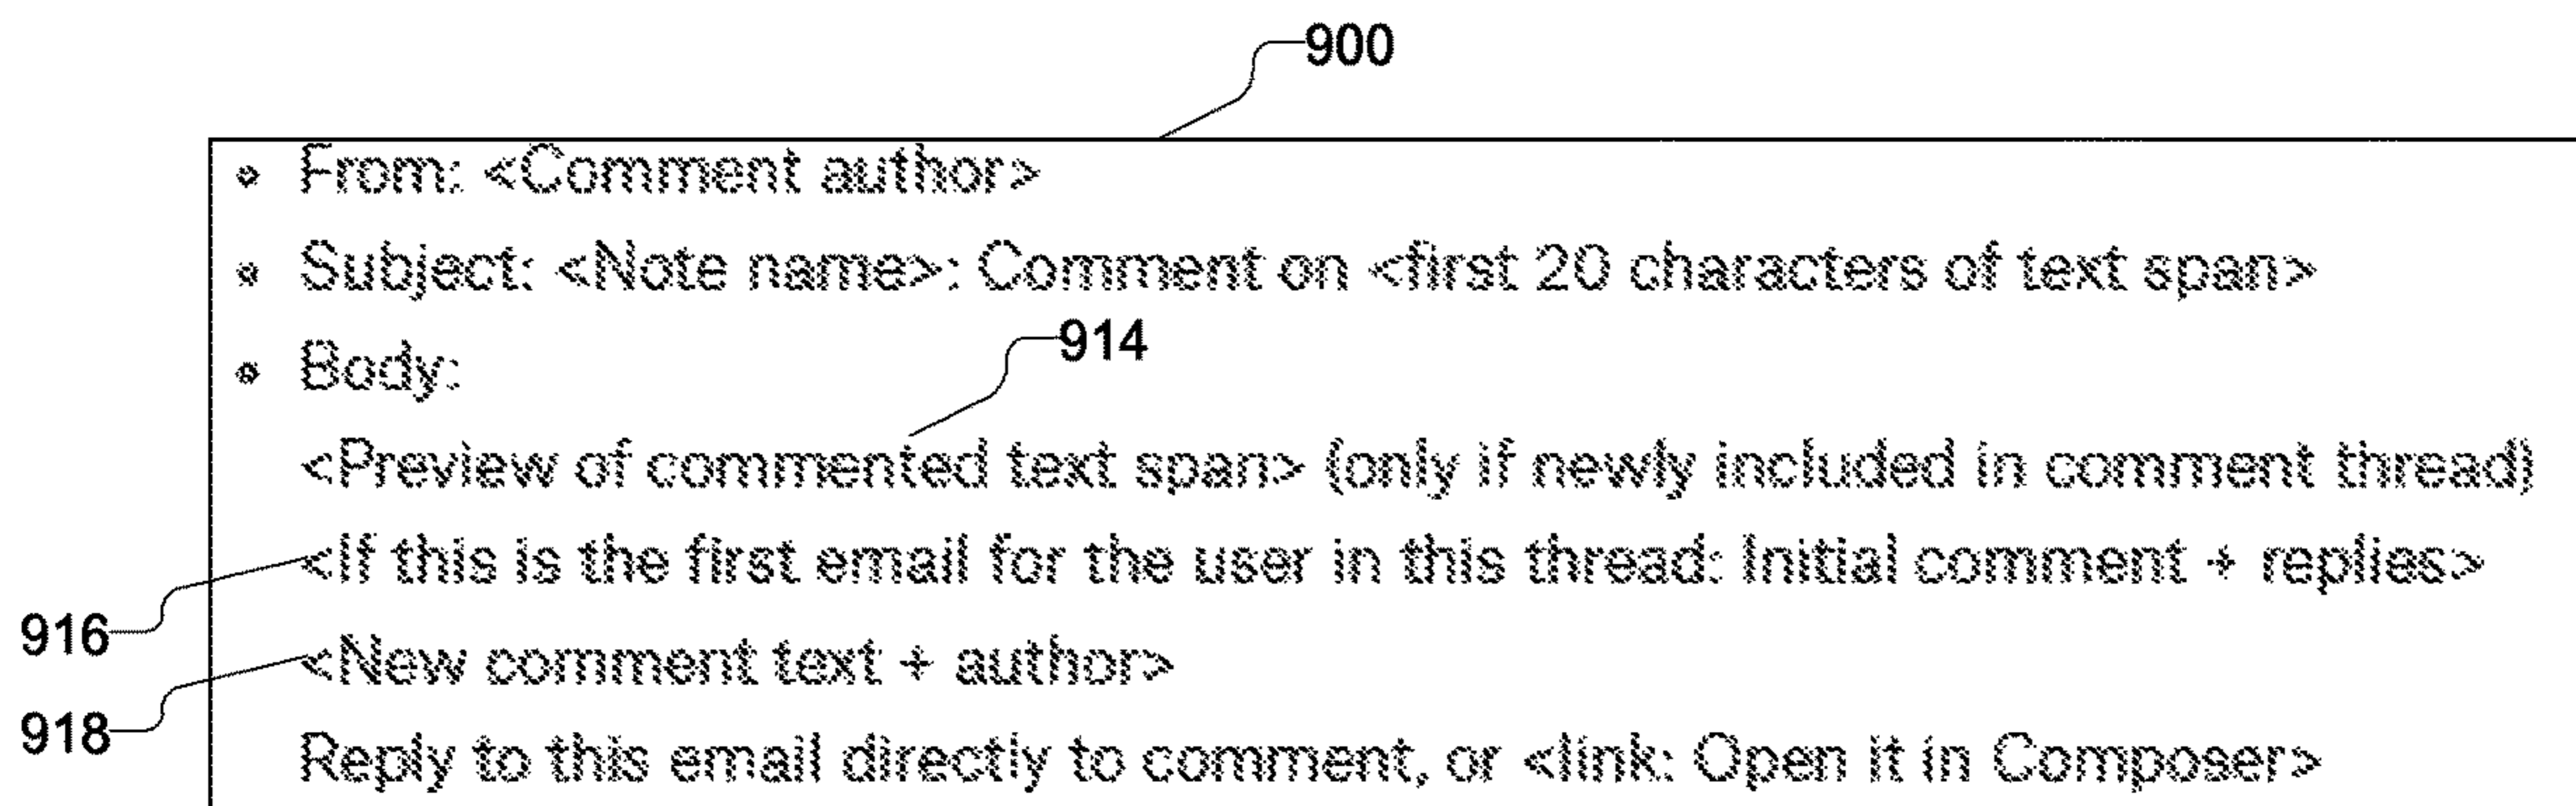 900
• From: <Comment author>
• Subject: <Note name>: Comment on <first 20 characters of text span>
914
• Body:
<Preview of commented text span> (only if newly included in comment thread)
<If this is the first email for the user in this thread: Initial comment + replies>
916
<New comment text + author>
918
Reply to this email directly to comment, or <link: Open it in Composer>